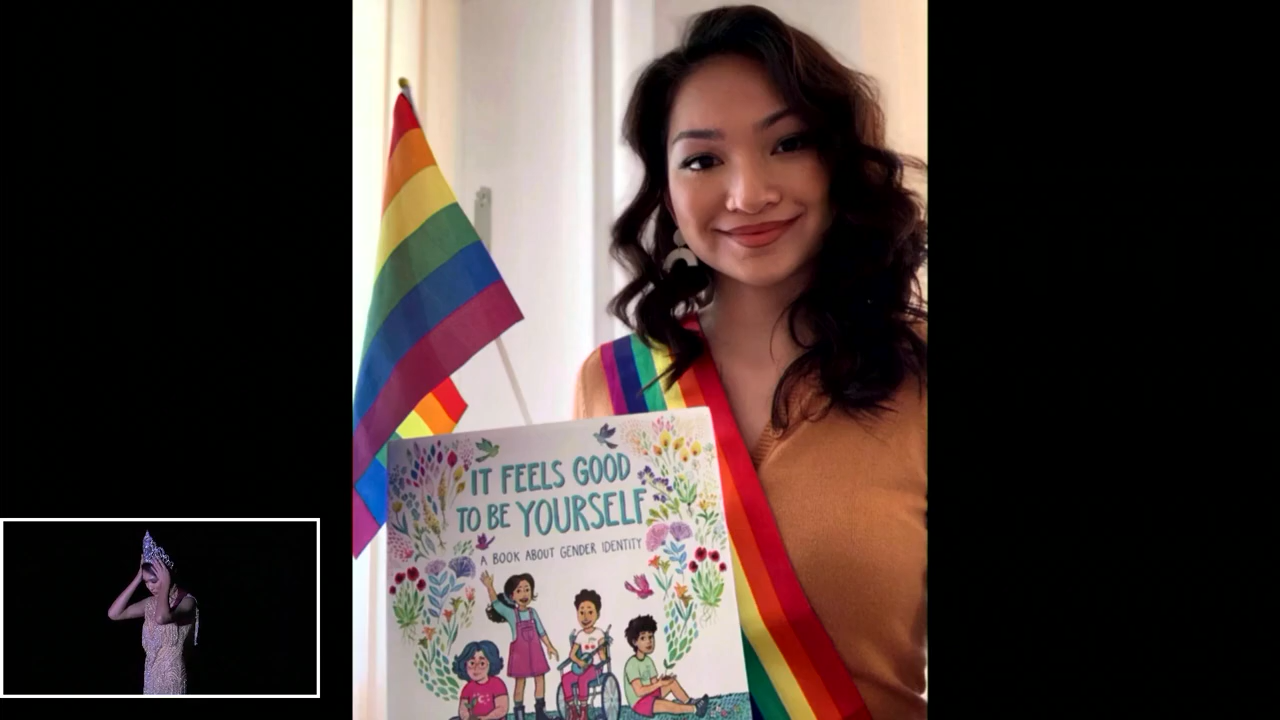 IT FEELS GOOD
TO BE YOURSELF
A BOOK ABOUT GENDER IDENTITY